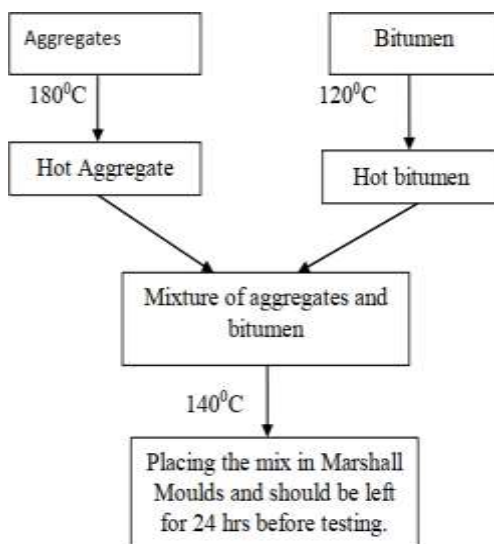 Aggregates
Bitumen
180⁰C
120⁰C
Hot Aggregate
Hot bitumen
Mixture of aggregates and
bitumen
140⁰C
Placing the mix in Marshall
Moulds and should be left
for 24 hrs before testing.